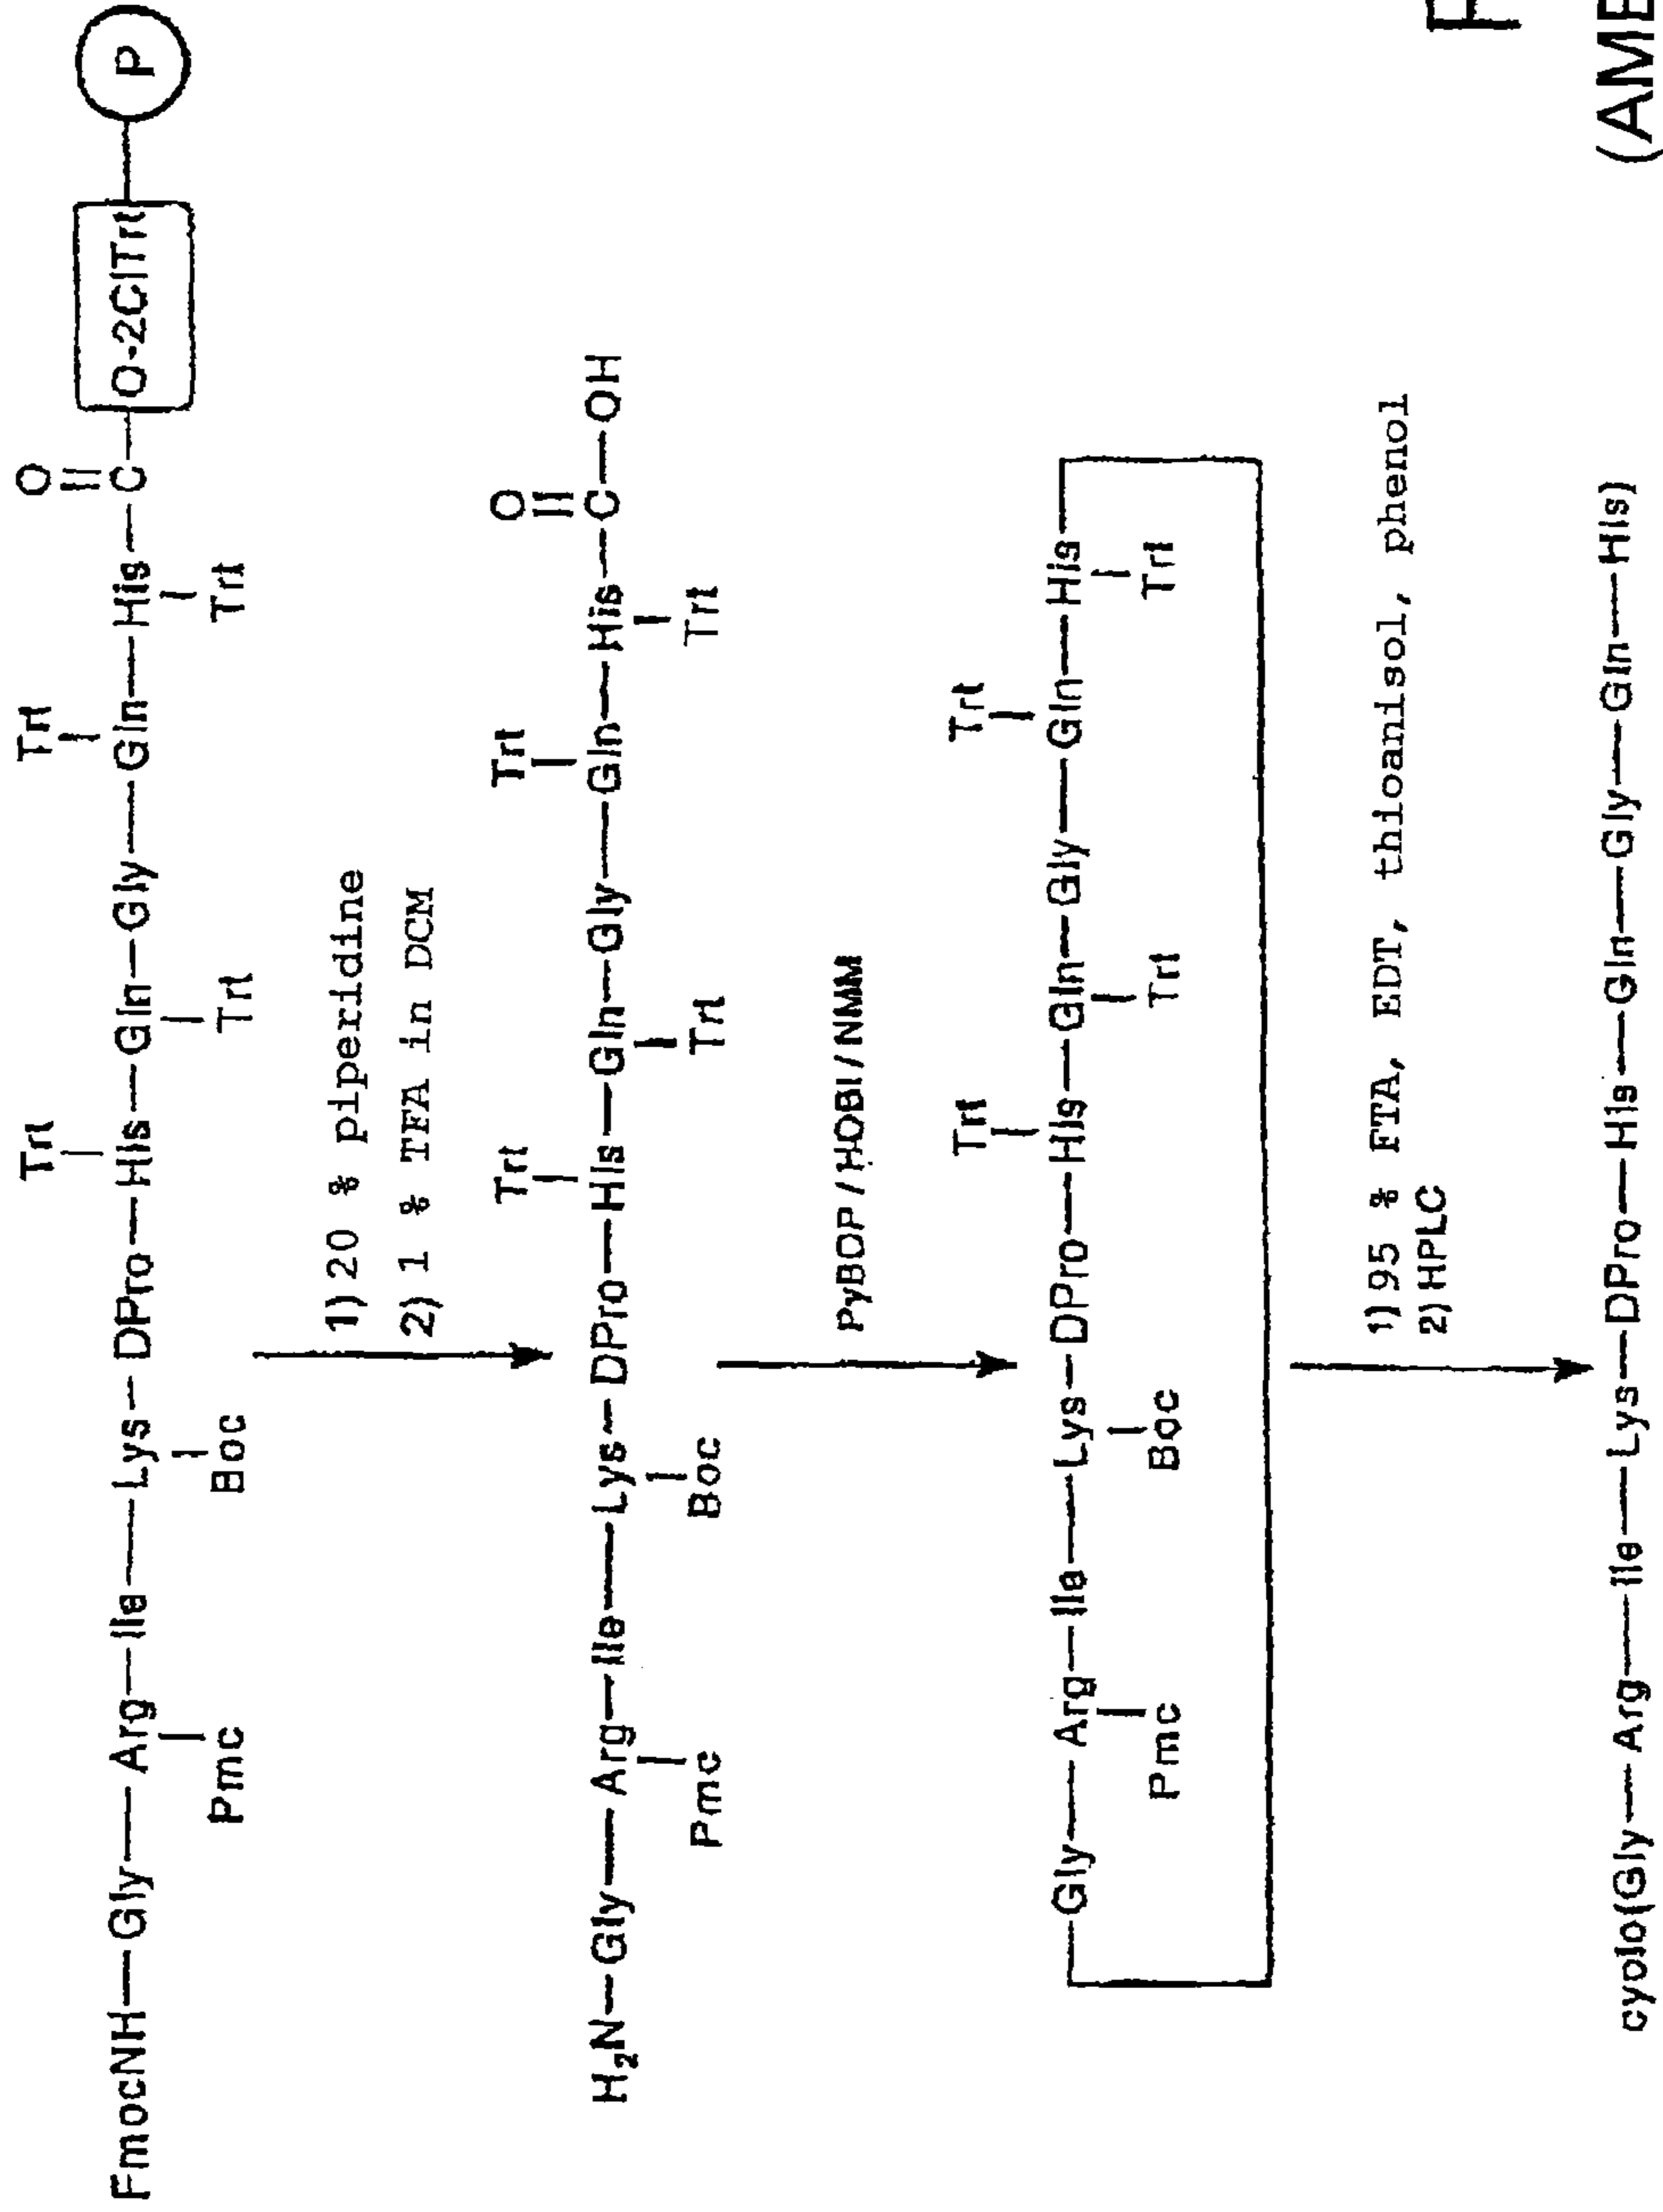 O
Trt Trt
FmocNH—Gly—Arg—Ile—Lys—DPro—His—Gln—Gly—Gln—His—C—O-2ClTrt—P
Pmc Boc Trt Trt
1) 20 % piperidine
2) 1 % TFA in DCM
O
Trt Trt
H₂N—Gly—Arg—Ile—Lys—DPro—His—Gln—Gly—Gln—His—C—OH
Pmc Boc Trt Trt
PyBOP/HOBt/NMM
Trt Trt
Gly—Arg—Ile—Lys—DPro—His—Gln—Gly—Gln—His
Pmc Boc Trt Trt
1) 95 % FTA, EDT, thioanisol, phenol
2) HPLC
cyolo(Gly—Arg—Ile—Lys—DPro—His—Gln—Gly—Gln—His)